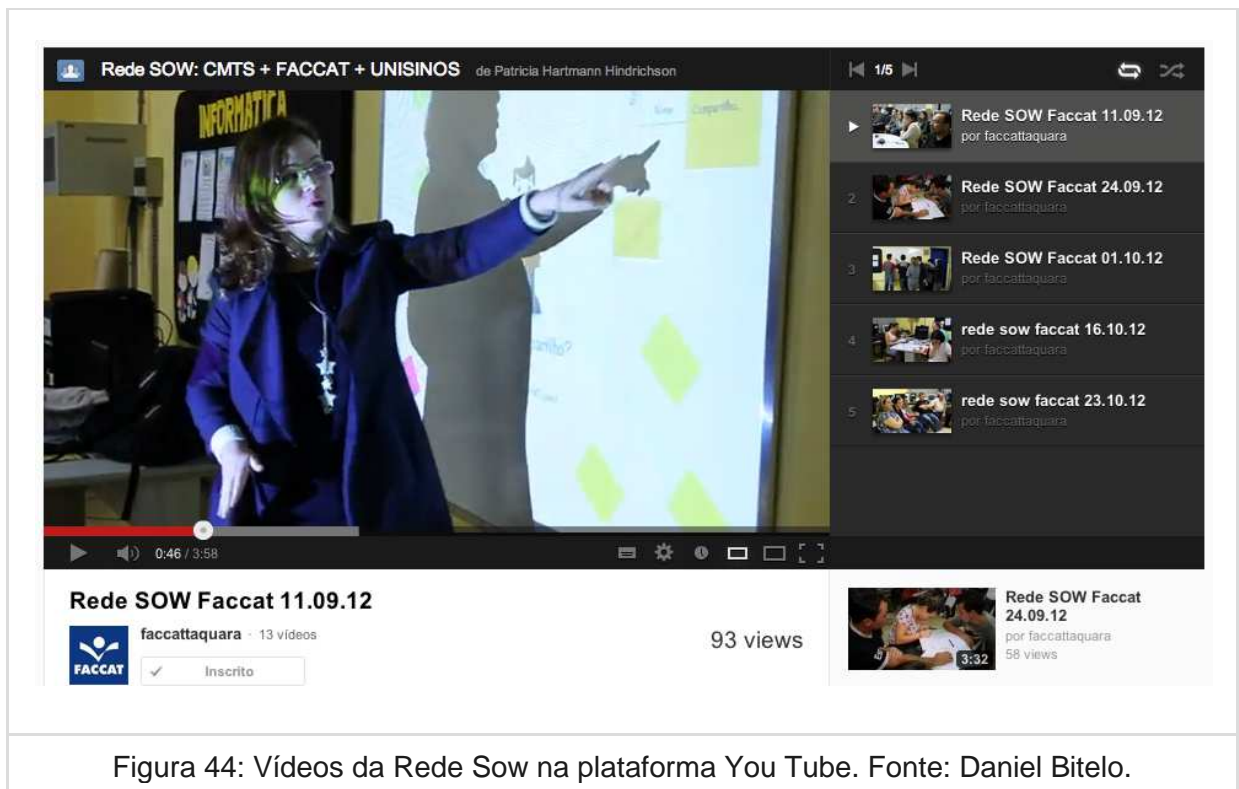 Rede SOW: CMTS + FACCAT + UNISINOS de Patricia Hartmann Hindrichson
1/5
INFORMÁTICA
Compartilhar
Rede SOW Faccat 11.09.12
por faccattaquara
2
Rede SOW Faccat 24.09.12
por faccattaquara
3
Rede SOW Faccat 01.10.12
por faccattaquara
4
rede sow faccat 16.10.12
por faccattaquara
5
rede sow faccat 23.10.12
por faccattaquara
0:46 / 3:58
Rede SOW Faccat 11.09.12
FACCAT
faccattaquara · 13 vídeos
Inscrito
93 views
3:32
Rede SOW Faccat
24.09.12
por faccattaquara
58 views
Figura 44: Vídeos da Rede Sow na plataforma You Tube. Fonte: Daniel Bitelo.